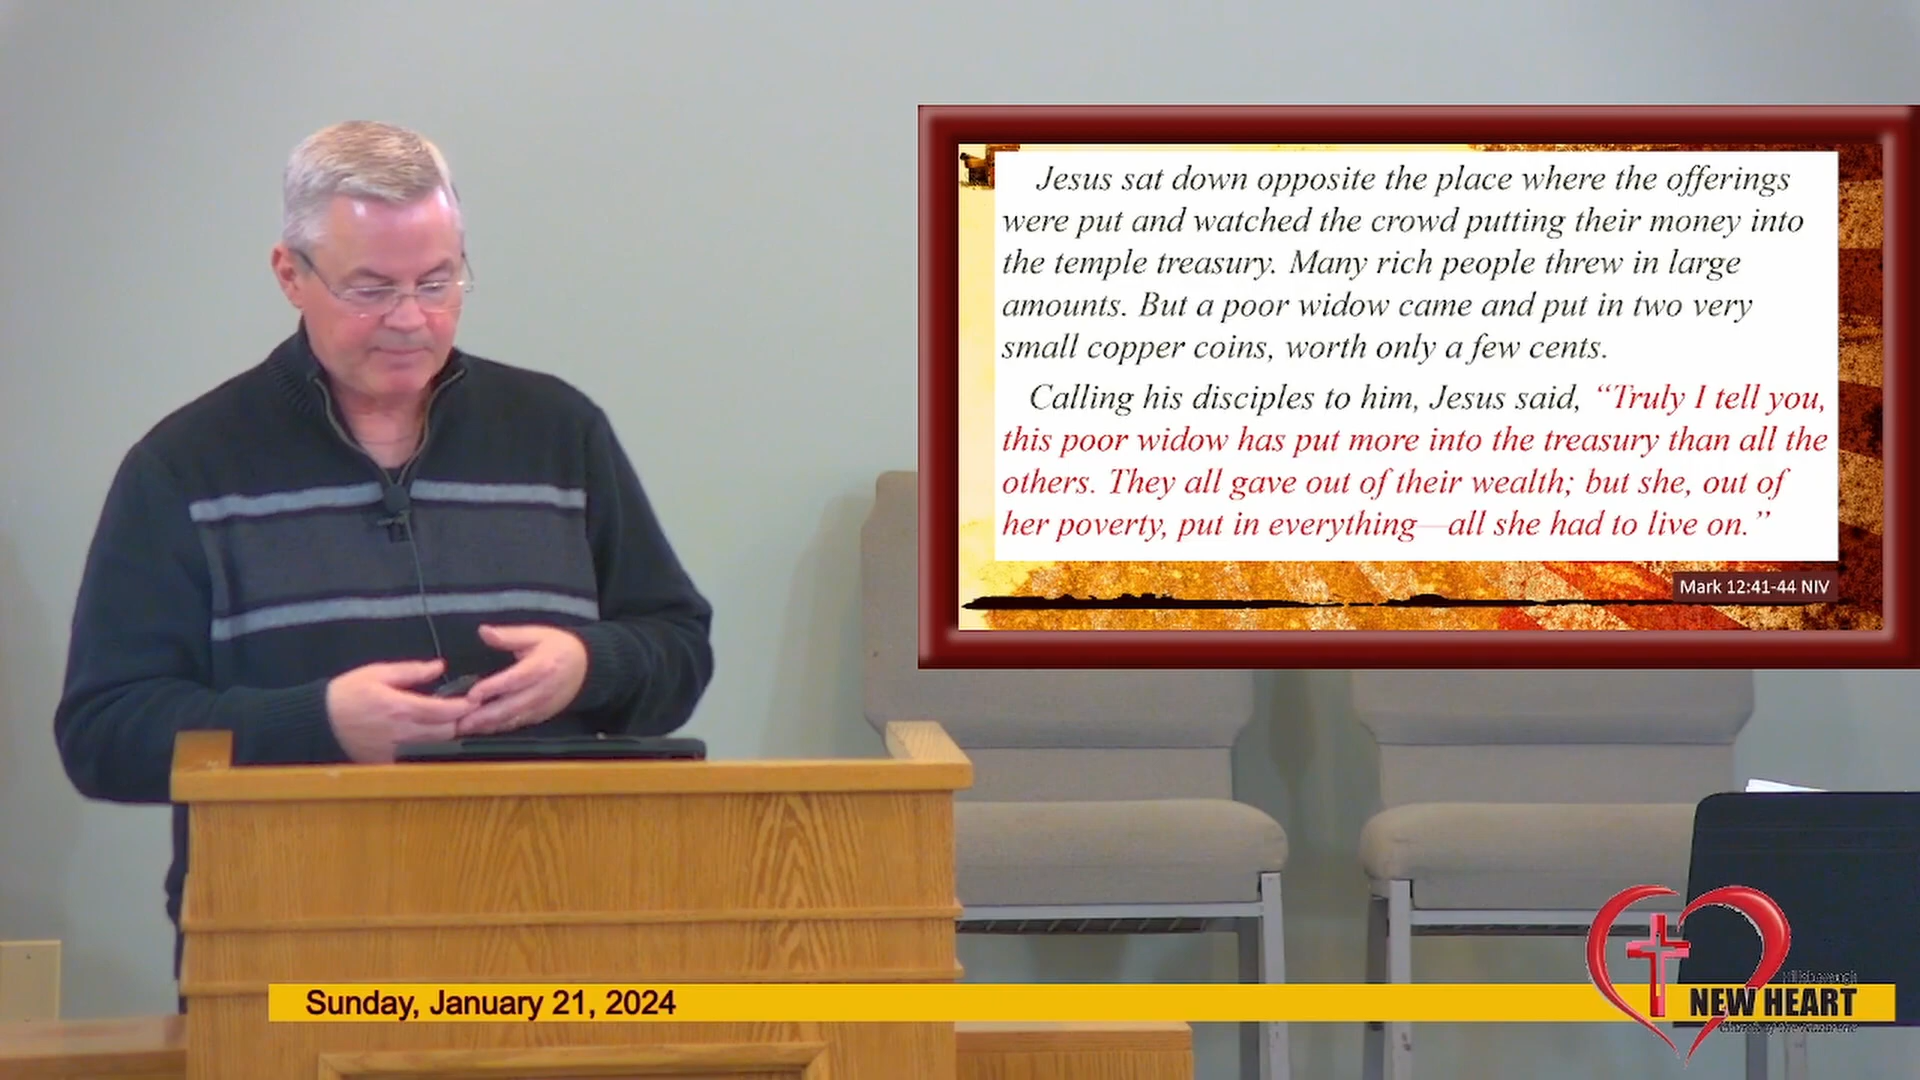 Jesus sat down opposite the place where the offerings
were put and watched the crowd putting their money into
the temple treasury. Many rich people threw in large
amounts. But a poor widow came and put in two very
small copper coins, worth only a few cents.
Calling his disciples to him, Jesus said, “Truly I tell you,
this poor widow has put more into the treasury than all the
others. They all gave out of their wealth; but she, out of
her poverty, put in everything—all she had to live on.”
Mark 12:41-44 NIV
Sunday, January 21, 2024
Hillsborough
NEW HEART
Church of the Nazarene